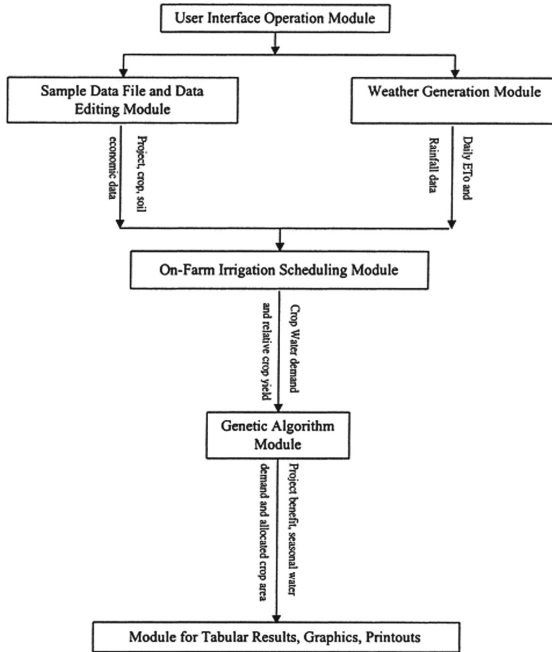 User Interface Operation Module
Sample Data File and Data
Editing Module
Weather Generation Module
Project, crop, soil
economic data
Daily ETo and
Rainfall data
On-Farm Irrigation Scheduling Module
Crop Water demand
and relative crop yield
Genetic Algorithm
Module
Project benefit, seasonal water
demand and allocated crop area
Module for Tabular Results, Graphics, Printouts